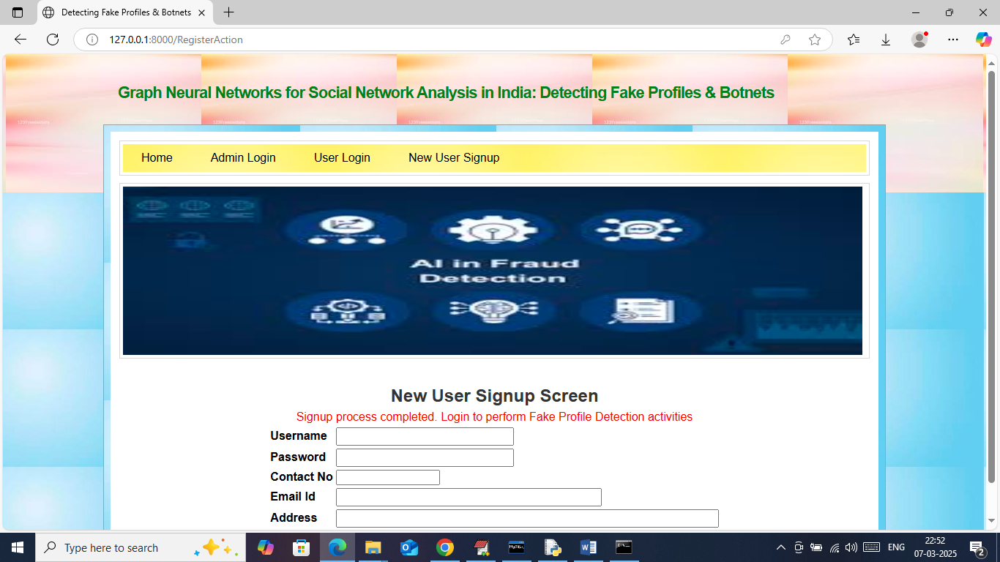 Detecting Fake Profiles & Botnets
127.0.0.1:8000/RegisterAction
Graph Neural Networks for Social Network Analysis in India: Detecting Fake Profiles & Botnets
Home Admin Login User Login New User Signup
AI in Fraud
Detection
New User Signup Screen
Signup process completed. Login to perform Fake Profile Detection activities
Username
Password
Contact No
Email Id
Address
Type here to search
ENG
22:52
07-03-2025
2